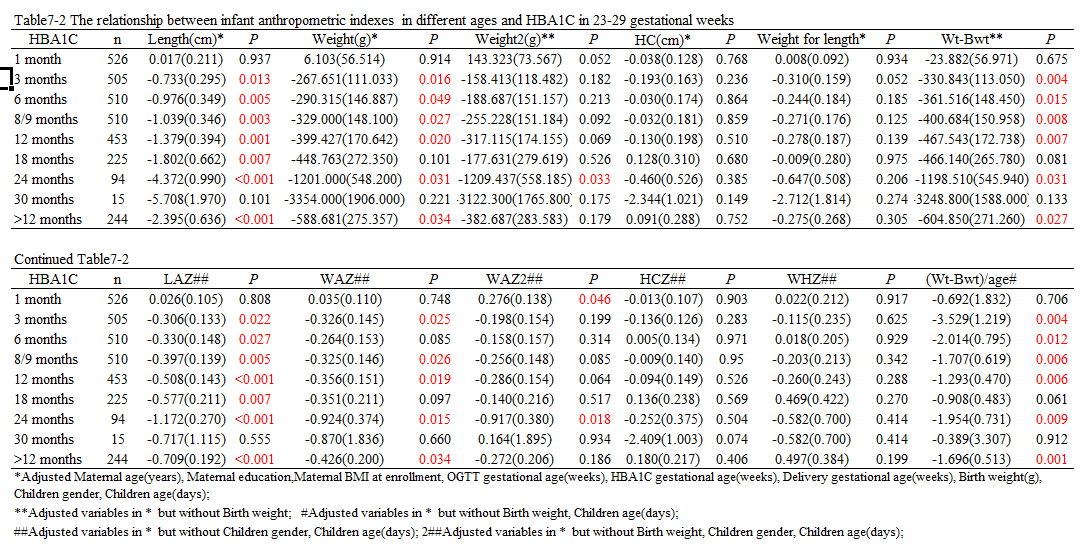 Table7-2 The relationship between infant anthropometric indexes in different ages and HBA1C in 23-29 gestational weeks
HBA1C n Length(cm)* P Weight(g)* P Weight2(g)** P HC(cm)* P Weight for length* P Wt-Bwt** P
1 month 526 0.017(0.211) 0.937 6.103(56.514) 0.914 143.323(73.567) 0.052 -0.038(0.128) 0.768 0.008(0.092) 0.934 -23.882(56.971) 0.675
3 months 505 -0.733(0.295) 0.013 -267.651(111.033) 0.016 -158.413(118.482) 0.182 -0.193(0.163) 0.236 -0.310(0.159) 0.052 -330.843(113.050) 0.004
6 months 510 -0.976(0.349) 0.005 -290.315(146.887) 0.049 -188.687(151.157) 0.213 -0.030(0.174) 0.864 -0.244(0.184) 0.185 -361.516(148.450) 0.015
8/9 months 510 -1.039(0.346) 0.003 -329.000(148.100) 0.027 -255.228(151.184) 0.092 -0.032(0.181) 0.859 -0.271(0.176) 0.125 -400.684(150.958) 0.008
12 months 453 -1.379(0.394) 0.001 -399.427(170.642) 0.020 -317.115(174.155) 0.069 -0.130(0.198) 0.510 -0.278(0.187) 0.139 -467.543(172.738) 0.007
18 months 225 -1.802(0.662) 0.007 -448.763(272.350) 0.101 -177.631(279.619) 0.526 0.128(0.310) 0.680 -0.009(0.280) 0.975 -466.140(265.780) 0.081
24 months 94 -4.372(0.990) <0.001 -1201.000(548.200) 0.031 -1209.437(558.185) 0.033 -0.460(0.526) 0.385 -0.647(0.508) 0.206 -1198.510(545.940) 0.031
30 months 15 -5.708(1.970) 0.101 -3354.000(1906.000) 0.221 -3122.300(1765.800) 0.175 -2.344(1.021) 0.149 -2.712(1.814) 0.274 -3248.800(1588.000) 0.133
>12 months 244 -2.395(0.636) <0.001 -588.681(275.357) 0.034 -382.687(283.583) 0.179 0.091(0.288) 0.752 -0.275(0.268) 0.305 -604.850(271.260) 0.027
Continued Table7-2
HBA1C n LAZ## P WAZ## P WAZ2## P HCZ## P WHZ## P (Wt-Bwt)/age#
1 month 526 0.026(0.105) 0.808 0.035(0.110) 0.748 0.276(0.138) 0.046 -0.013(0.107) 0.903 0.022(0.212) 0.917 -0.692(1.832) 0.706
3 months 505 -0.306(0.133) 0.022 -0.326(0.145) 0.025 -0.198(0.154) 0.199 -0.136(0.126) 0.283 -0.115(0.235) 0.625 -3.529(1.219) 0.004
6 months 510 -0.330(0.148) 0.027 -0.264(0.153) 0.085 -0.158(0.157) 0.314 0.005(0.134) 0.971 0.018(0.205) 0.929 -2.014(0.795) 0.012
8/9 months 510 -0.397(0.139) 0.005 -0.325(0.146) 0.026 -0.256(0.148) 0.085 -0.009(0.140) 0.95 -0.203(0.213) 0.342 -1.707(0.619) 0.006
12 months 453 -0.508(0.143) <0.001 -0.356(0.151) 0.019 -0.286(0.154) 0.064 -0.094(0.149) 0.526 -0.260(0.243) 0.288 -1.293(0.470) 0.006
18 months 225 -0.577(0.211) 0.007 -0.351(0.211) 0.097 -0.140(0.216) 0.517 0.136(0.238) 0.569 0.469(0.422) 0.270 -0.908(0.483) 0.061
24 months 94 -1.172(0.270) <0.001 -0.924(0.374) 0.015 -0.917(0.380) 0.018 -0.252(0.375) 0.504 -0.582(0.700) 0.414 -1.954(0.731) 0.009
30 months 15 -0.717(1.115) 0.555 -0.870(1.836) 0.660 0.164(1.895) 0.934 -2.409(1.003) 0.074 -0.582(0.700) 0.414 -0.389(3.307) 0.912
>12 months 244 -0.709(0.192) <0.001 -0.426(0.200) 0.034 -0.272(0.206) 0.186 0.180(0.217) 0.406 0.497(0.384) 0.199 -1.696(0.513) 0.001
*Adjusted Maternal age(years), Maternal education,Maternal BMI at enrollment, OGTT gestational age(weeks), HBA1C gestational age(weeks), Delivery gestational age(weeks), Birth weight(g),
Children gender, Children age(days);
**Adjusted variables in * but without Birth weight; #Adjusted variables in * but without Birth weight, Children age(days);
##Adjusted variables in * but without Children gender, Children age(days); 2##Adjusted variables in * but without Birth weight, Children gender, Children age(days);